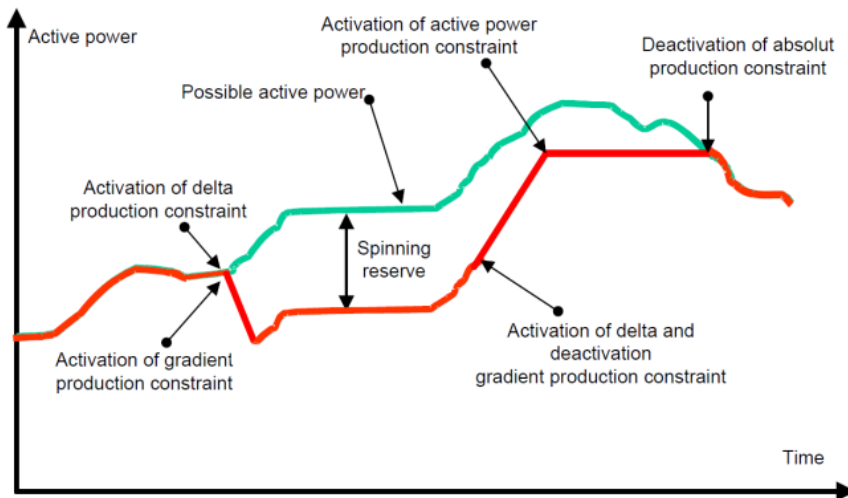 Active power
Activation of active power
production constraint
Deactivation of absolut
production constraint
Possible active power
Activation of delta
production constraint
Spinning
reserve
Activation of gradient
production constraint
Activation of delta and
deactivation
gradient production constraint
Time